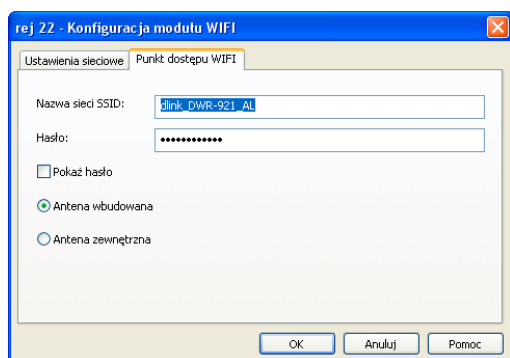 rej 22 - Konfiguracja modułu WIFI
Ustawienia sieciowe Punkt dostępu WIFI
Nazwa sieci SSID: dlink_DWR-921_AL
Hasło: ••••••••••••
Pokaż hasło
Antena wbudowana
Antena zewnętrzna
OK Anuluj Pomoc